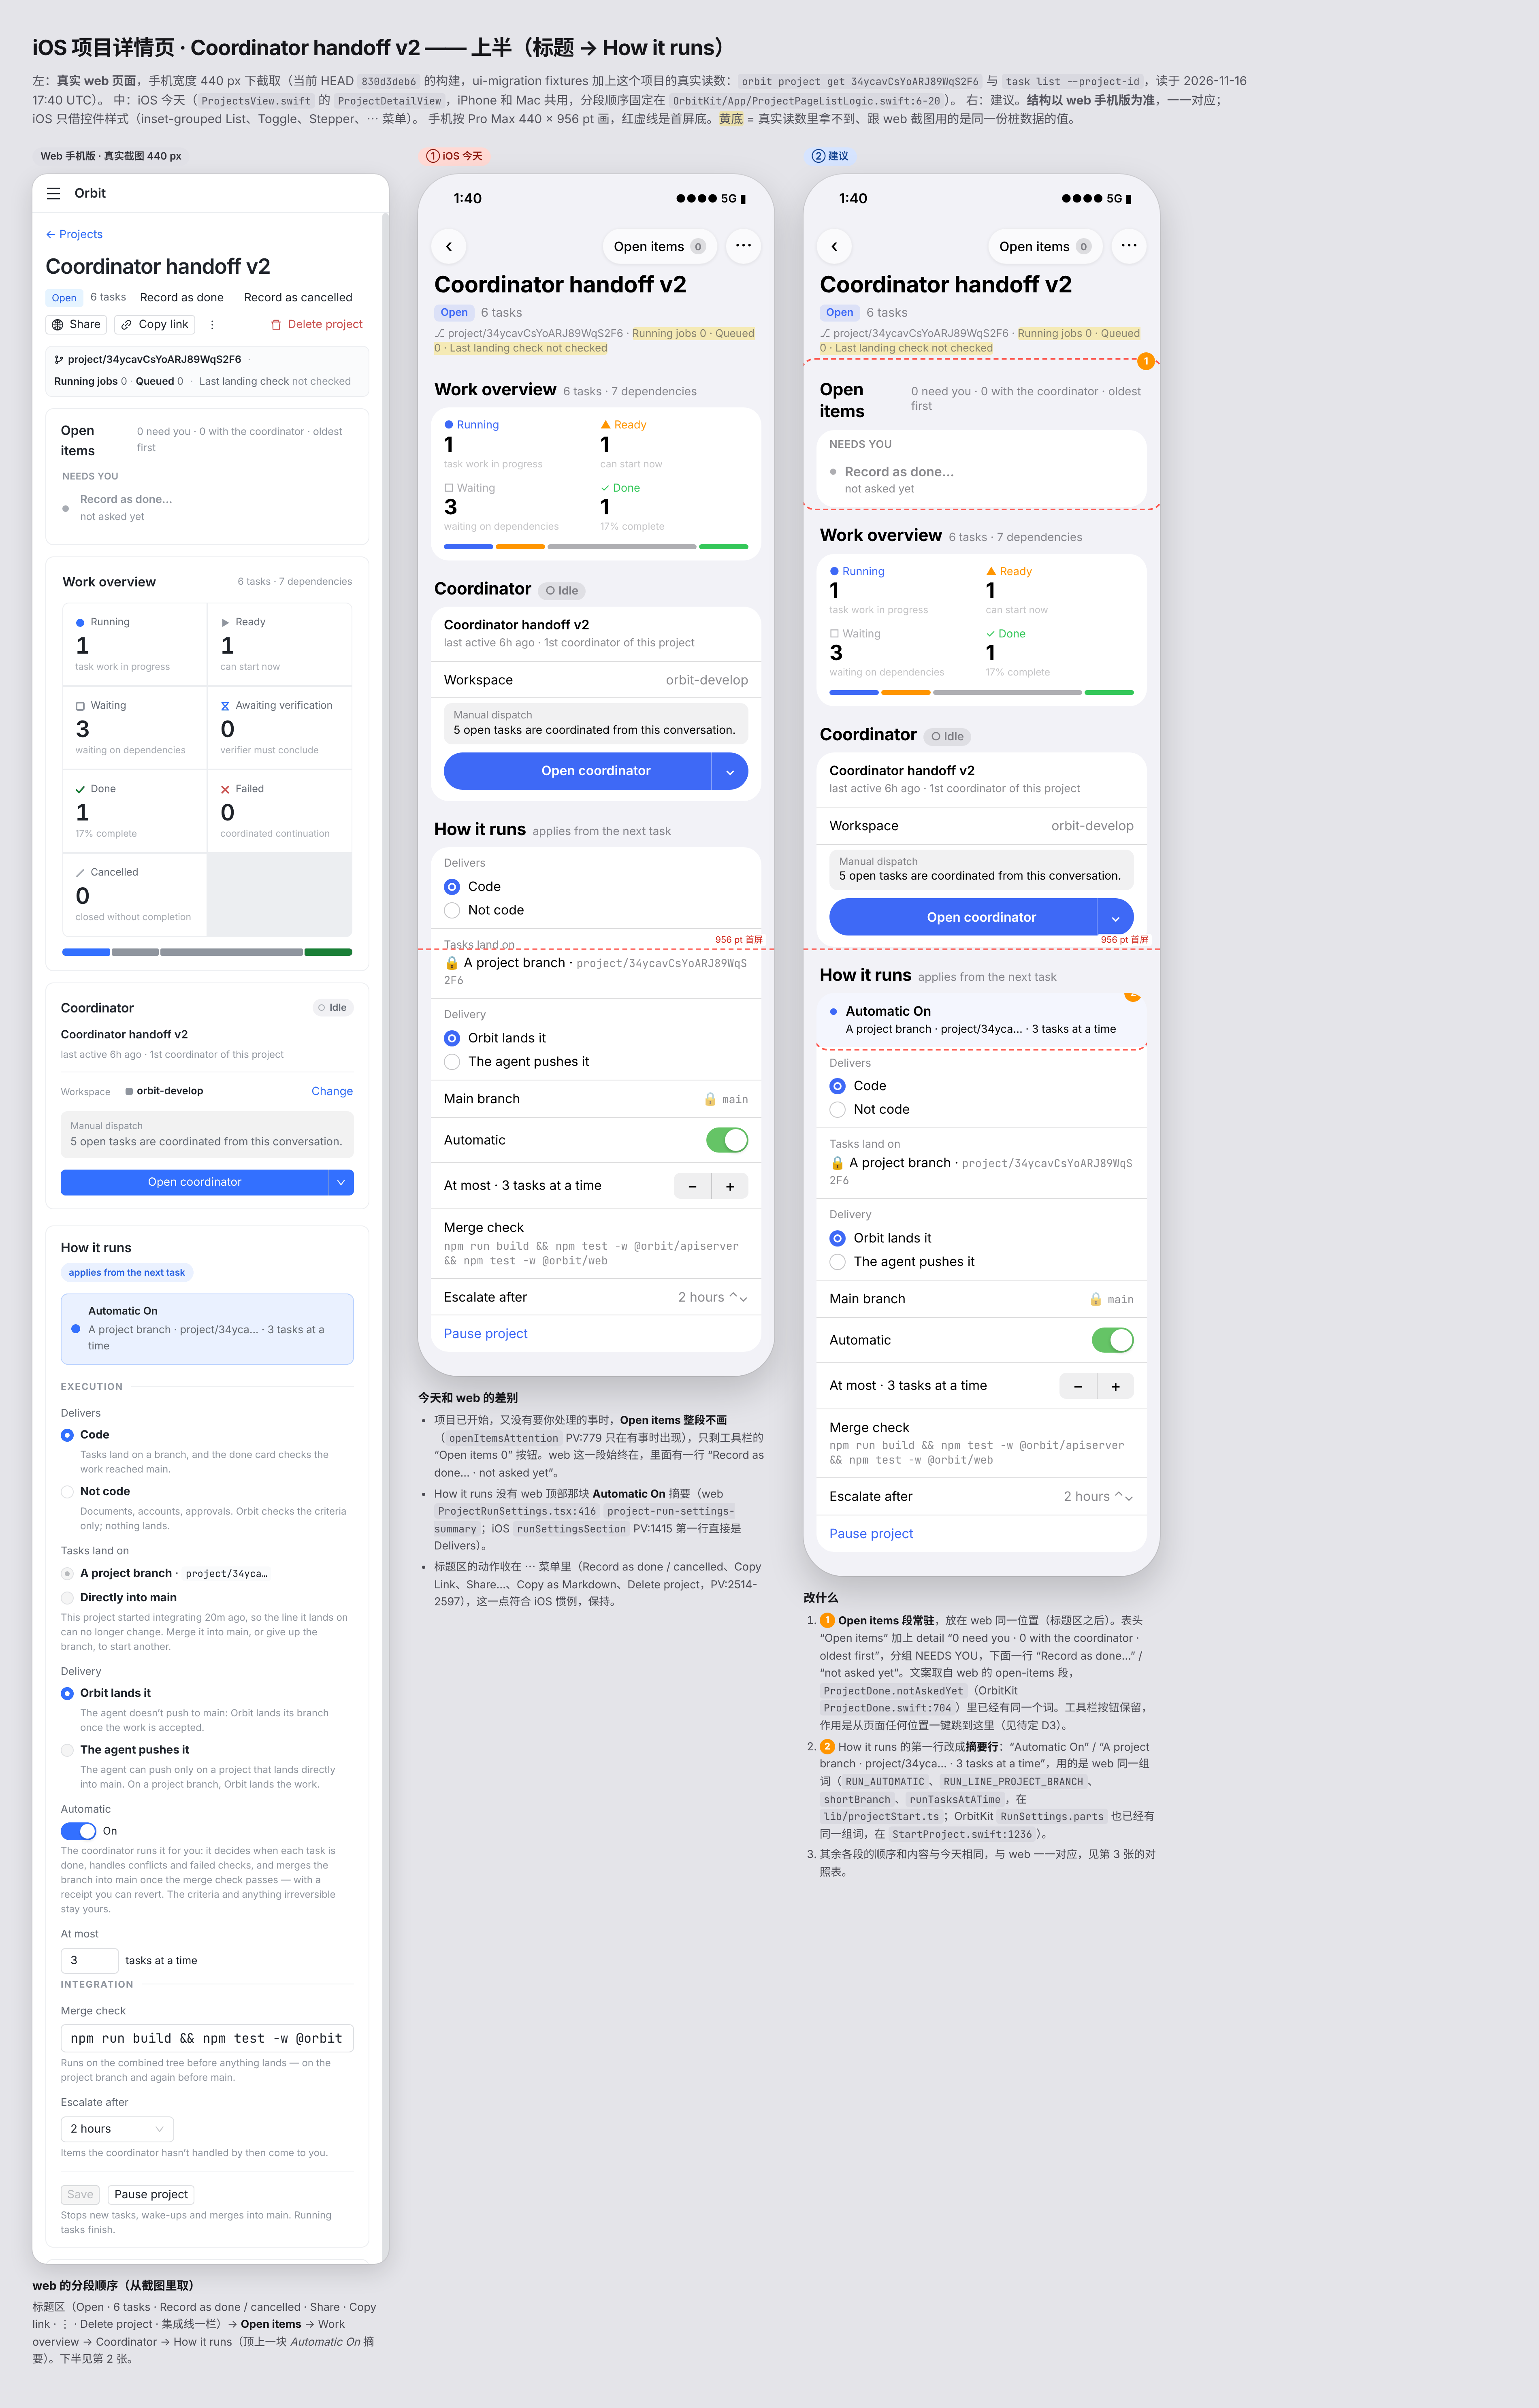 iOS 项目详情页 · Coordinator handoff v2 —— 上半（标题 → How it runs）
左：真实 web 页面，手机宽度 440 px 下截取（当前 HEAD 830d3deb6 的构建，ui-migration fixtures 加上这个项目的真实读数：orbit project get 34ycavCsYoARJ89WqS2F6 与 task list --project-id，读于 2026-11-16
17:40 UTC）。 中：iOS 今天（ProjectsView.swift 的 ProjectDetailView，iPhone 和 Mac 共用，分段顺序固定在 OrbitKit/App/ProjectPageListLogic.swift:6-20）。 右：建议。结构以 web 手机版为准，一一对应；
iOS 只借控件样式（inset-grouped List、Toggle、Stepper、⋯ 菜单）。 手机按 Pro Max 440 × 956 pt 画，红虚线是首屏底。黄底 = 真实读数里拿不到、跟 web 截图用的是同一份桩数据的值。
Web 手机版 · 真实截图 440 px
Orbit
← Projects
Coordinator handoff v2
Open 6 tasks Record as done Record as cancelled
Share Copy link ⋮ Delete project
project/34ycavCsYoARJ89WqS2F6 ·
Running jobs 0 · Queued 0 · Last landing check not checked
Open
items
0 need you · 0 with the coordinator · oldest
first
NEEDS YOU
Record as done…
not asked yet
Work overview 6 tasks · 7 dependencies
Running
1
task work in progress
Ready
1
can start now
Waiting
3
waiting on dependencies
Awaiting verification
0
verifier must conclude
Done
1
17% complete
Failed
0
coordinated continuation
Cancelled
0
closed without completion
Coordinator Idle
Coordinator handoff v2
last active 6h ago · 1st coordinator of this project
Workspace orbit-develop Change
Manual dispatch
5 open tasks are coordinated from this conversation.
Open coordinator
How it runs
applies from the next task
Automatic On
A project branch · project/34yca… · 3 tasks at a
time
EXECUTION
Delivers
Code
Tasks land on a branch, and the done card checks the
work reached main.
Not code
Documents, accounts, approvals. Orbit checks the criteria
only; nothing lands.
Tasks land on
A project branch · project/34yca…
Directly into main
This project started integrating 20m ago, so the line it lands on
can no longer change. Merge it into main, or give up the
branch, to start another.
Delivery
Orbit lands it
The agent doesn't push to main: Orbit lands its branch
once the work is accepted.
The agent pushes it
The agent can push only on a project that lands directly
into main. On a project branch, Orbit lands the work.
Automatic
On
The coordinator runs it for you: it decides when each task is
done, handles conflicts and failed checks, and merges the
branch into main once the merge check passes — with a
receipt you can revert. The criteria and anything irreversible
stay yours.
At most
3 tasks at a time
INTEGRATION
Merge check
npm run build && npm test -w @orbit
Runs on the combined tree before anything lands — on the
project branch and again before main.
Escalate after
2 hours
Items the coordinator hasn't handled by then come to you.
Save Pause project
Stops new tasks, wake-ups and merges into main. Running
tasks finish.
web 的分段顺序（从截图里取）
标题区（Open · 6 tasks · Record as done / cancelled · Share · Copy
link · ⋮ · Delete project · 集成线一栏）→ Open items → Work
overview → Coordinator → How it runs（顶上一块 Automatic On 摘
要）。下半见第 2 张。
① iOS 今天
1:40 ●●●● 5G ▮
‹ Open items 0 ⋯
Coordinator handoff v2
Open 6 tasks
⎇ project/34ycavCsYoARJ89WqS2F6 · Running jobs 0 · Queued
0 · Last landing check not checked
Work overview 6 tasks · 7 dependencies
● Running
1
task work in progress
▲ Ready
1
can start now
☐ Waiting
3
waiting on dependencies
✓ Done
1
17% complete
Coordinator Idle
Coordinator handoff v2
last active 6h ago · 1st coordinator of this project
Workspace orbit-develop
Manual dispatch
5 open tasks are coordinated from this conversation.
Open coordinator
How it runs applies from the next task
Delivers
Code
Not code
Tasks land on
956 pt 首屏
🔒 A project branch · project/34ycavCsYoARJ89WqS
2F6
Delivery
Orbit lands it
The agent pushes it
Main branch 🔒 main
Automatic
At most · 3 tasks at a time − +
Merge check
npm run build && npm test -w @orbit/apiserver
&& npm test -w @orbit/web
Escalate after 2 hours
Pause project
今天和 web 的差别
• 项目已开始，又没有要你处理的事时，Open items 整段不画
（openItemsAttention PV:779 只在有事时出现），只剩工具栏的
“Open items 0” 按钮。web 这一段始终在，里面有一行 “Record as
done… · not asked yet”。
• How it runs 没有 web 顶部那块 Automatic On 摘要（web
ProjectRunSettings.tsx:416 project-run-settings-
summary；iOS runSettingsSection PV:1415 第一行直接是
Delivers）。
• 标题区的动作收在 ⋯ 菜单里（Record as done / cancelled、Copy
Link、Share…、Copy as Markdown、Delete project，PV:2514-
2597），这一点符合 iOS 惯例，保持。
② 建议
1:40 ●●●● 5G ▮
‹ Open items 0 ⋯
Coordinator handoff v2
Open 6 tasks
⎇ project/34ycavCsYoARJ89WqS2F6 · Running jobs 0 · Queued
0 · Last landing check not checked
1
Open
items
0 need you · 0 with the coordinator · oldest
first
NEEDS YOU
Record as done…
not asked yet
Work overview 6 tasks · 7 dependencies
● Running
1
task work in progress
▲ Ready
1
can start now
☐ Waiting
3
waiting on dependencies
✓ Done
1
17% complete
Coordinator Idle
Coordinator handoff v2
last active 6h ago · 1st coordinator of this project
Workspace orbit-develop
Manual dispatch
5 open tasks are coordinated from this conversation.
Open coordinator
956 pt 首屏
How it runs applies from the next task
Automatic On
A project branch · project/34yca… · 3 tasks at a time
Delivers
Code
Not code
Tasks land on
🔒 A project branch · project/34ycavCsYoARJ89WqS
2F6
Delivery
Orbit lands it
The agent pushes it
Main branch 🔒 main
Automatic
At most · 3 tasks at a time − +
Merge check
npm run build && npm test -w @orbit/apiserver
&& npm test -w @orbit/web
Escalate after 2 hours
Pause project
改什么
1. 1 Open items 段常驻，放在 web 同一位置（标题区之后）。表头
“Open items” 加上 detail “0 need you · 0 with the coordinator ·
oldest first”，分组 NEEDS YOU，下面一行 “Record as done…” /
“not asked yet”。文案取自 web 的 open-items 段，
ProjectDone.notAskedYet（OrbitKit
ProjectDone.swift:704）里已经有同一个词。工具栏按钮保留，
作用是从页面任何位置一键跳到这里（见待定 D3）。
2. 2 How it runs 的第一行改成摘要行：“Automatic On” / “A project
branch · project/34yca… · 3 tasks at a time”，用的是 web 同一组
词（RUN_AUTOMATIC、RUN_LINE_PROJECT_BRANCH、
shortBranch、runTasksAtATime，在
lib/projectStart.ts；OrbitKit RunSettings.parts 也已经有
同一组词，在 StartProject.swift:1236）。
3. 其余各段的顺序和内容与今天相同，与 web 一一对应，见第 3 张的对
照表。